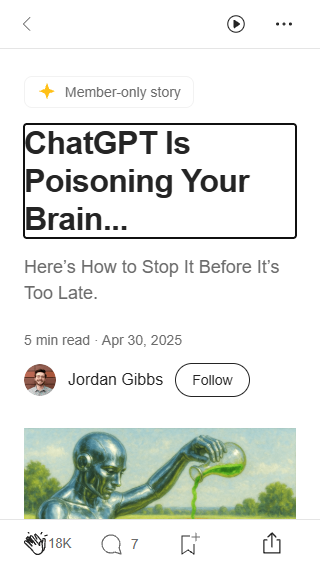 Member-only story
ChatGPT Is
Poisoning Your
Brain...
Here’s How to Stop It Before It’s
Too Late.
5 min read · Apr 30, 2025
Jordan Gibbs
Follow
18K
7